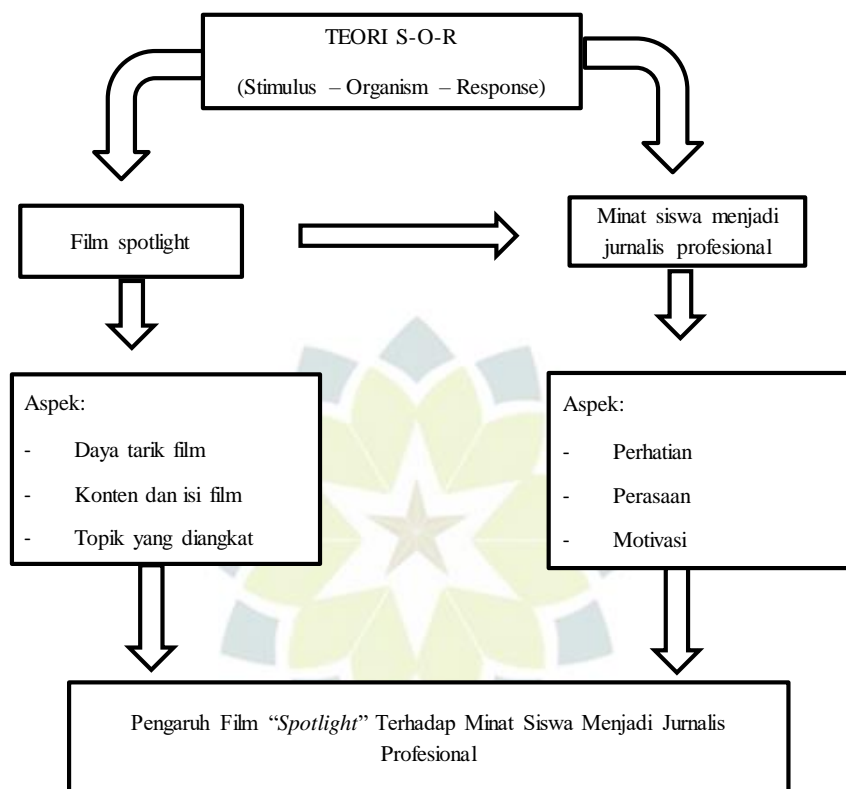 TEORI S-O-R
(Stimulus – Organism – Response)
Film spotlight
Minat siswa menjadi
jurnalis profesional
Aspek:
- Daya tarik film
- Konten dan isi film
- Topik yang diangkat
Aspek:
- Perhatian
- Perasaan
- Motivasi
Pengaruh Film “Spotlight” Terhadap Minat Siswa Menjadi Jurnalis
Profesional